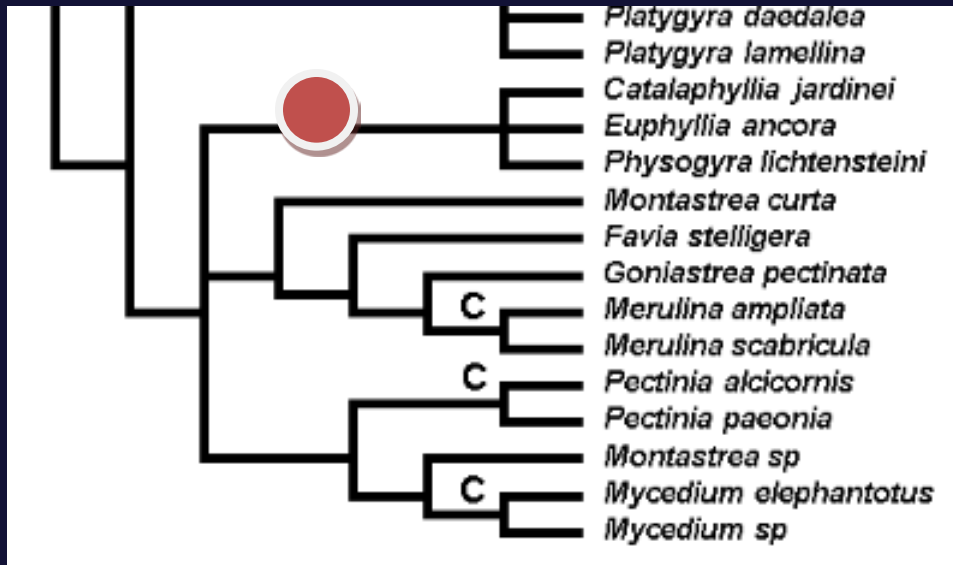 Platygyra daedalea
Platygyra lamellina
Catalaphyllia jardinei
Euphyllia ancora
Physogyra lichtensteini
Montastrea curta
Favia stelligera
Goniastrea pectinata
C Merulina ampliata
Merulina scabricula
C Pectinia alcicornis
Pectinia paeonia
Montastrea sp
C Mycedium elephantotus
Mycedium sp